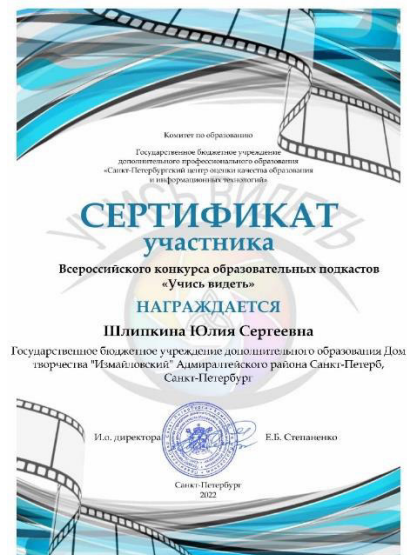 Комитет по образованию
Государственное бюджетное учреждение
дополнительного профессионального образования
«Санкт-Петербургский центр оценки качества образования
и информационных технологий»
УЧИСЬ ВИДЕТЬ
СЕРТИФИКАТ
участника
Всероссийского конкурса образовательных подкастов
«Учись видеть»
НАГРАЖДАЕТСЯ
Шлипкина Юлия Сергеевна
Государственное бюджетное учреждение дополнительного образования Дом
творчества "Измайловский" Адмиралтейского района Санкт-Петерб,
Санкт-Петербург
И.о. директора Е.Б. Степаненко
Санкт-Петербург
2022